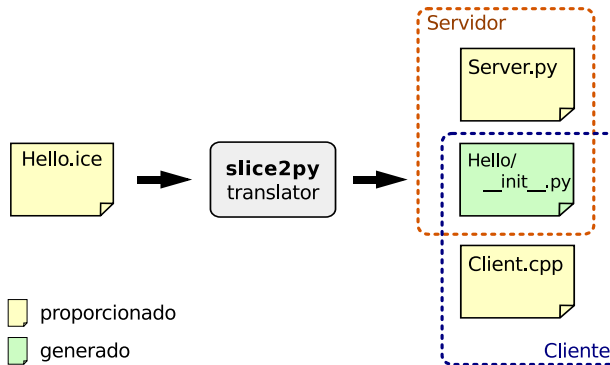 Servidor
Server.py
Hello.ice
slice2py
translator
Hello/
__init__.py
Client.cpp
proporcionado
generado
Cliente